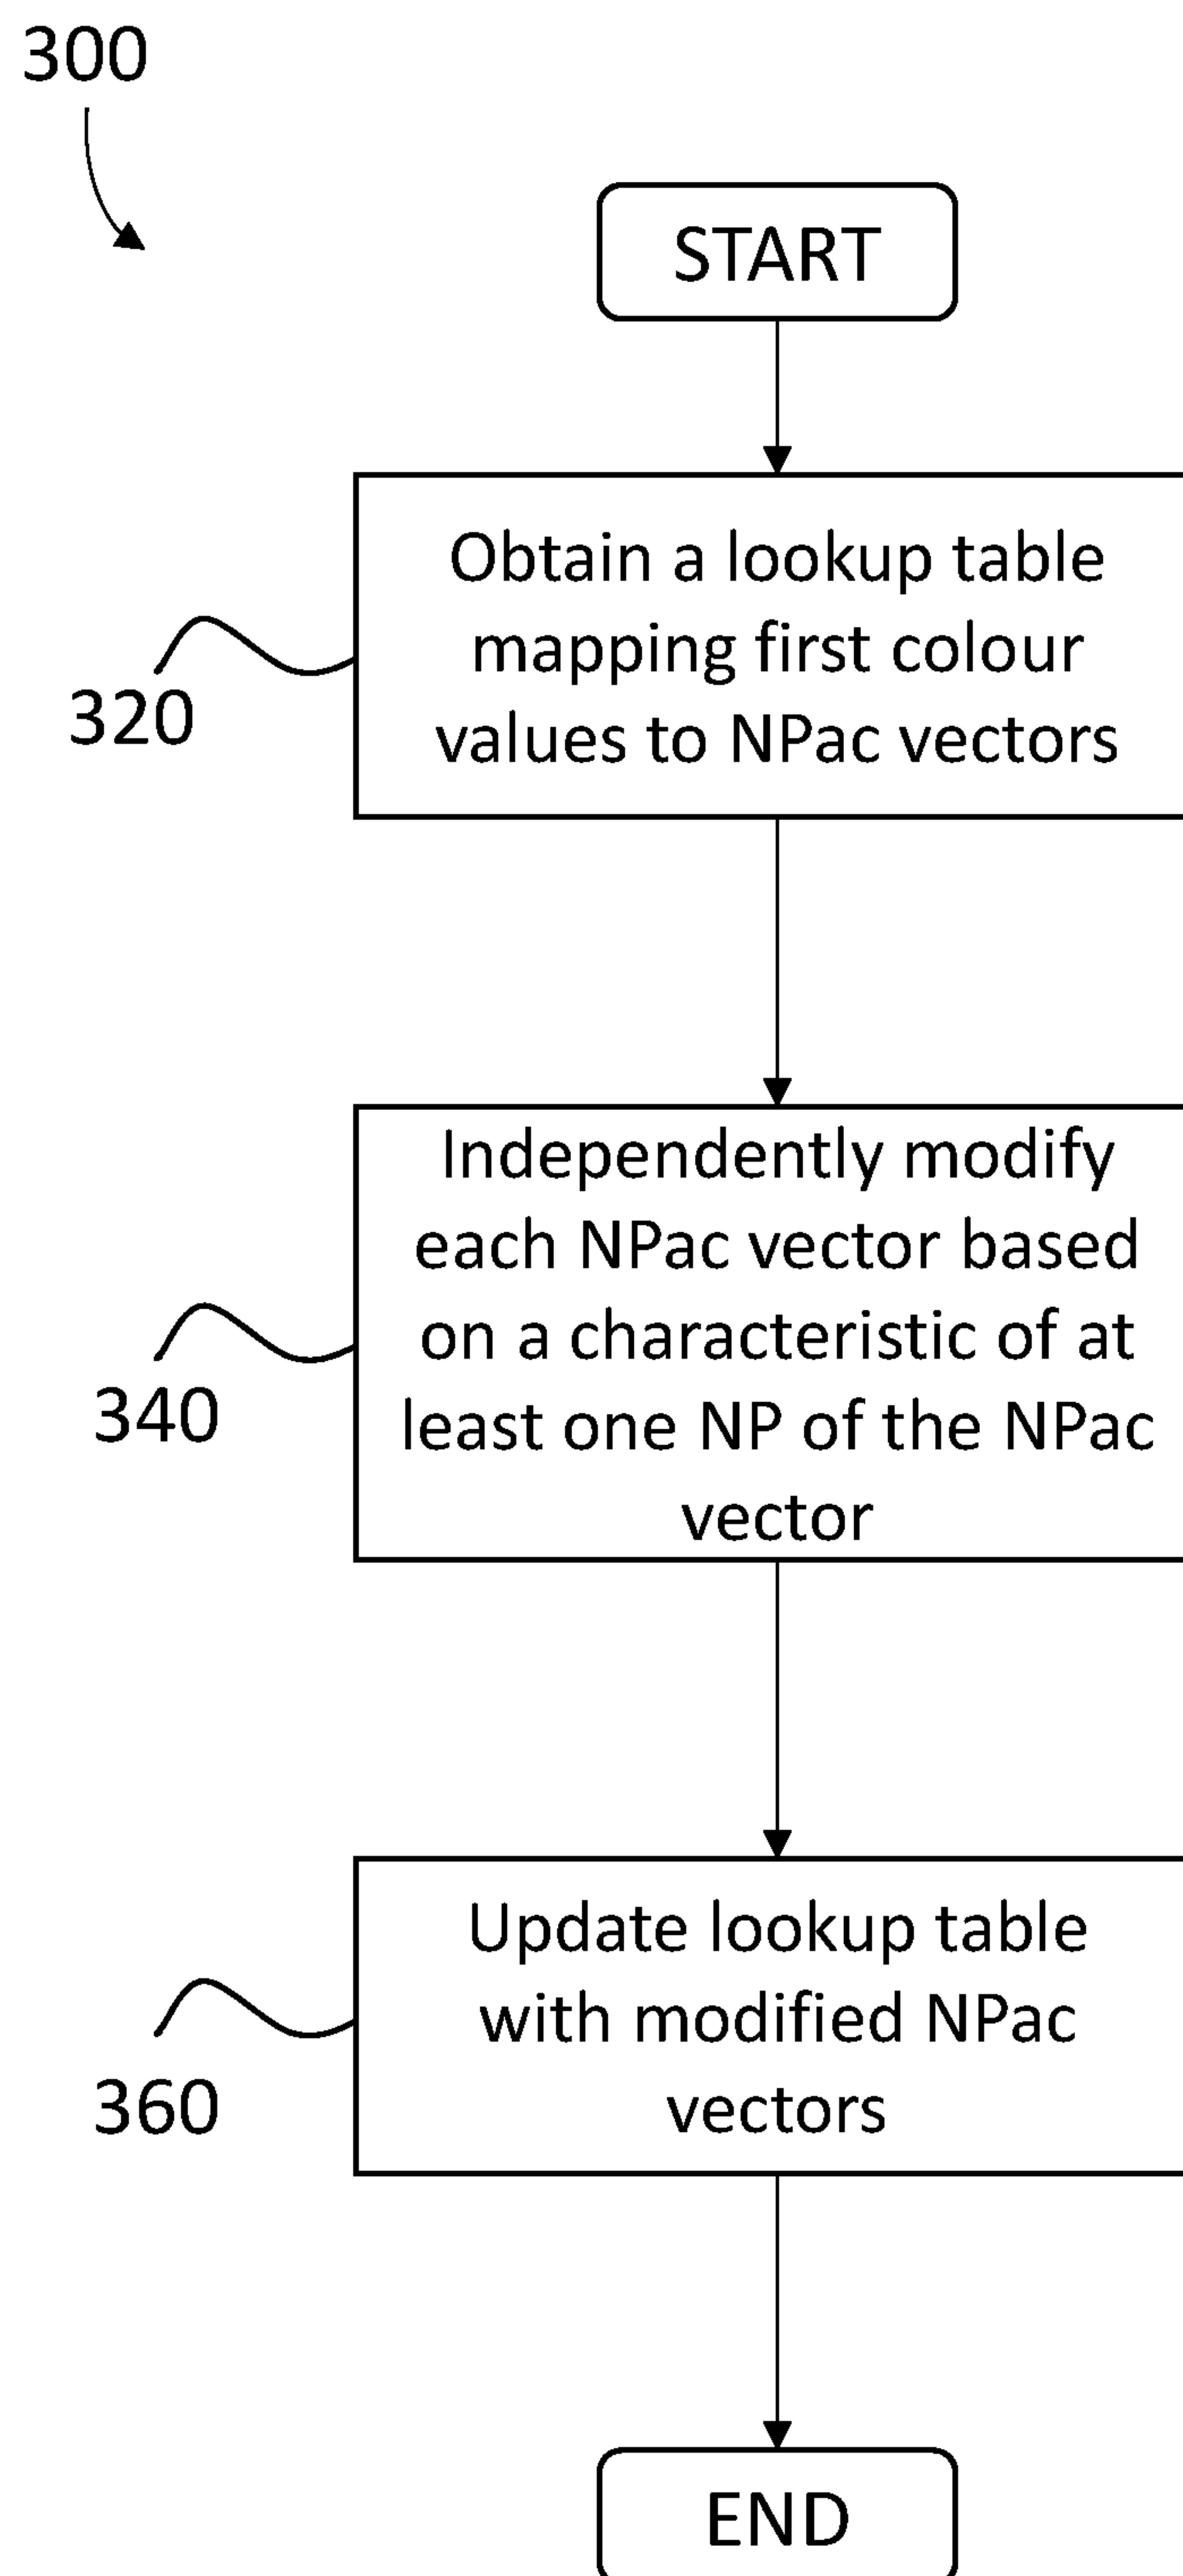 300
START
Obtain a lookup table
mapping first colour
values to NPac vectors
320
Independently modify
each NPac vector based
on a characteristic of at
least one NP of the NPac
vector
340
Update lookup table
with modified NPac
vectors
360
END